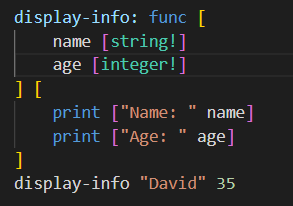 display-info: func [
    name [string!]
    age [integer!]
] [
    print ["Name: " name]
    print ["Age: " age]
]
display-info "David" 35